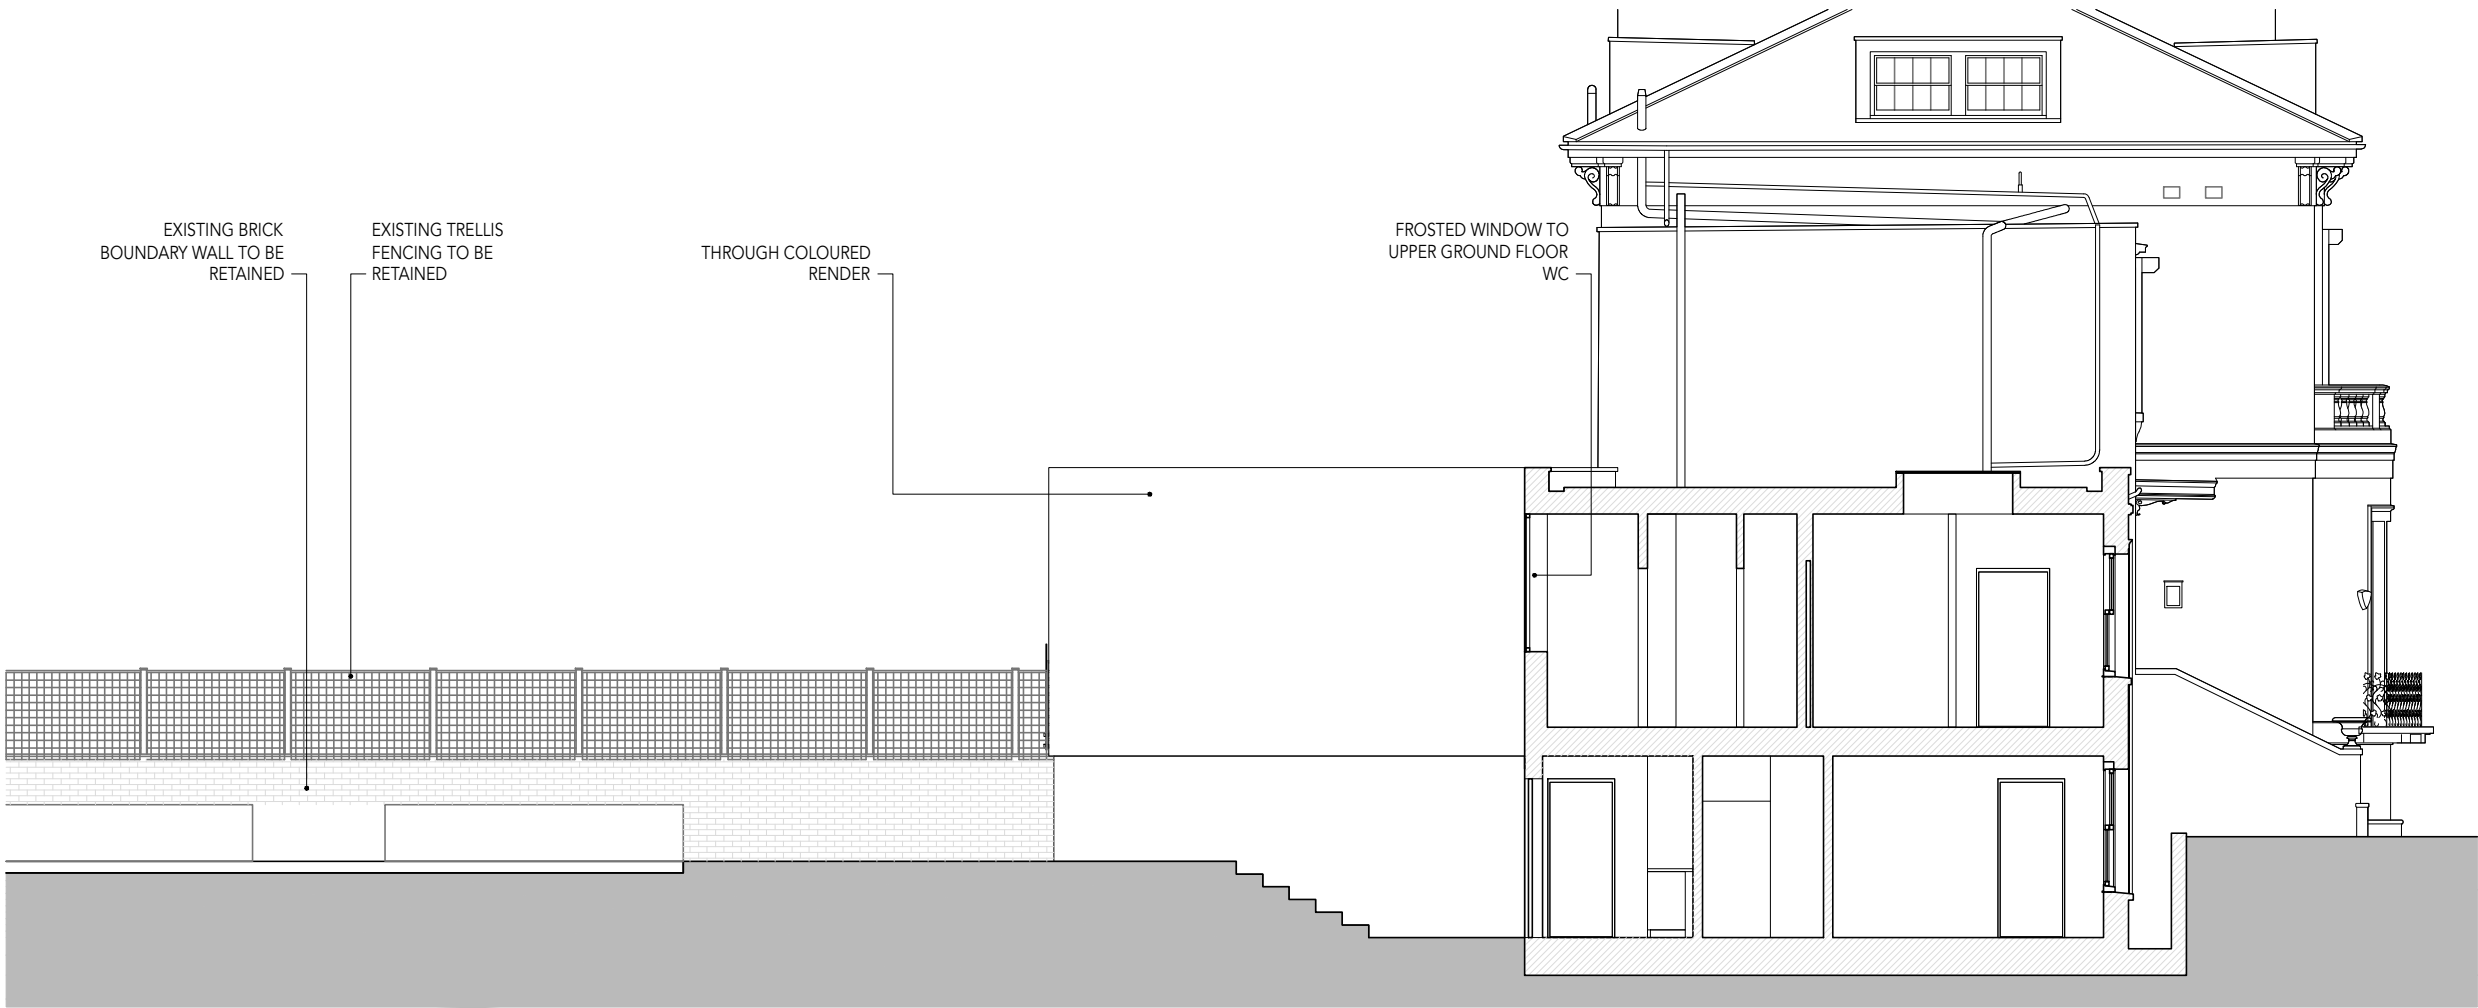 EXISTING BRICK
BOUNDARY WALL TO BE
RETAINED
EXISTING TRELLIS
FENCING TO BE
RETAINED
THROUGH COLOURED
RENDER
FROSTED WINDOW TO
UPPER GROUND FLOOR
WC